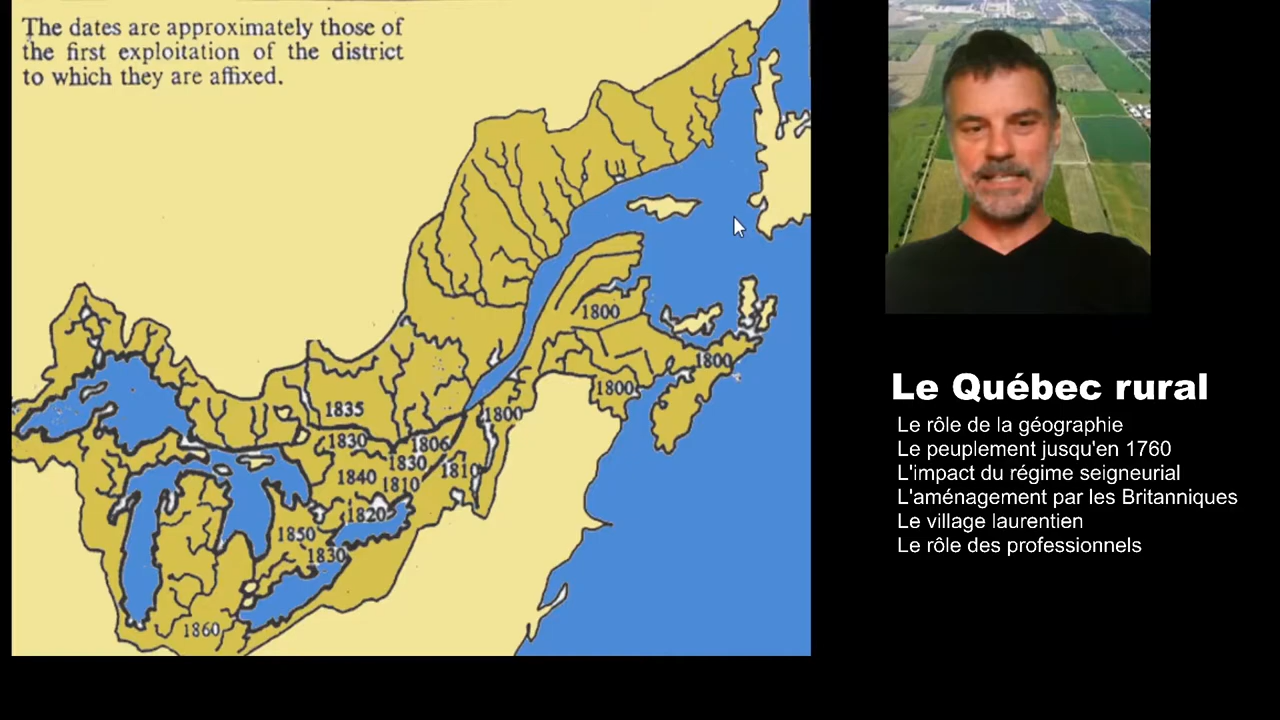 The dates are approximately those of
the first exploitation of the district
to which they are affixed.
1800
1800
1800
1835
1800
1830
1806
1830
1810
1840
1810
1820
1850
1830
1860
Le Québec rural
Le rôle de la géographie
Le peuplement jusqu'en 1760
L'impact du régime seigneurial
L'aménagement par les Britanniques
Le village laurentien
Le rôle des professionnels